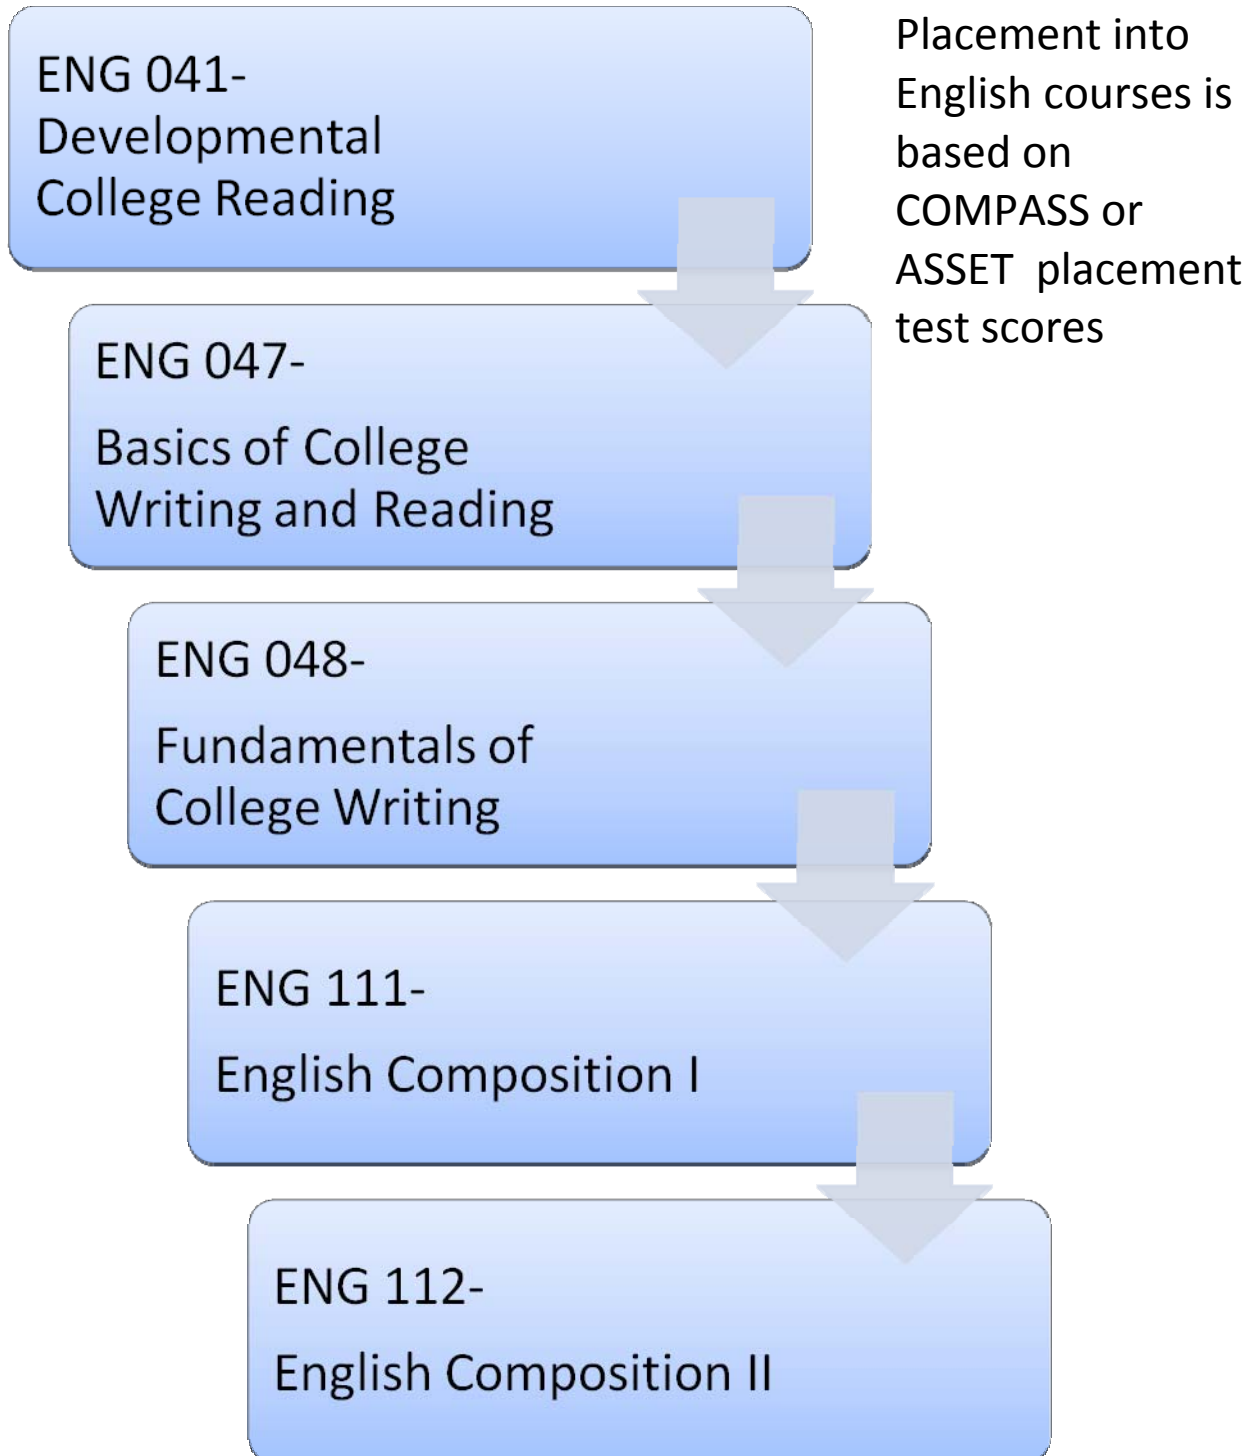 ENG 041-
Developmental
College Reading
Placement into
English courses is
based on
COMPASS or
ASSET  placement
test scores
ENG 047-
Basics of College
Writing and Reading
ENG 048-
Fundamentals of
College Writing
ENG 111-
English Composition I
ENG 112-
English Composition II